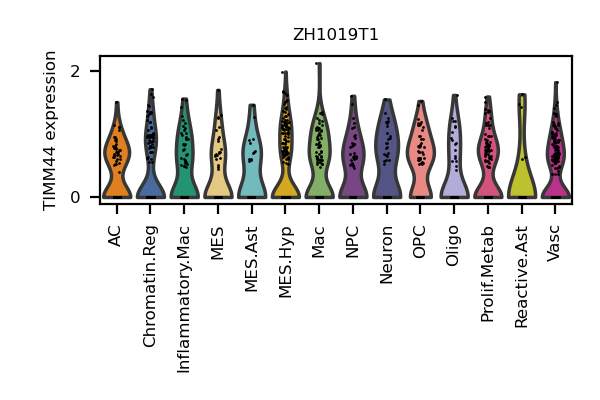 ZH1019T1
TIMM44 expression
2
0
AC
Chromatin.Reg
Inflammatory.Mac
MES
MES.Ast
MES.Hyp
Mac
NPC
Neuron
OPC
Oligo
Prolif.Metab
Reactive.Ast
Vasc